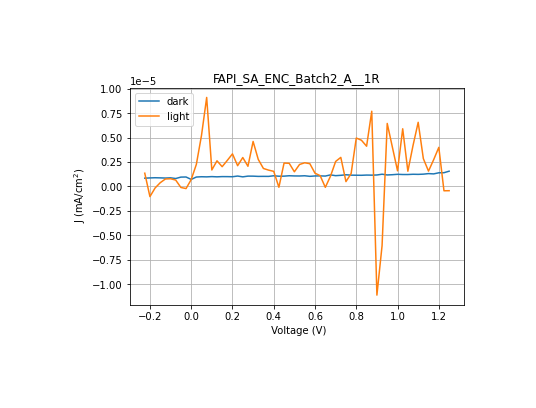 FAPI_SA_ENC_Batch2_A__1R
1e−5
dark
light
1.00
0.75
0.50
0.25
0.00
−0.25
−0.50
−0.75
−1.00
J (mA/cm²)
−0.2
0.0
0.2
0.4
0.6
0.8
1.0
1.2
Voltage (V)